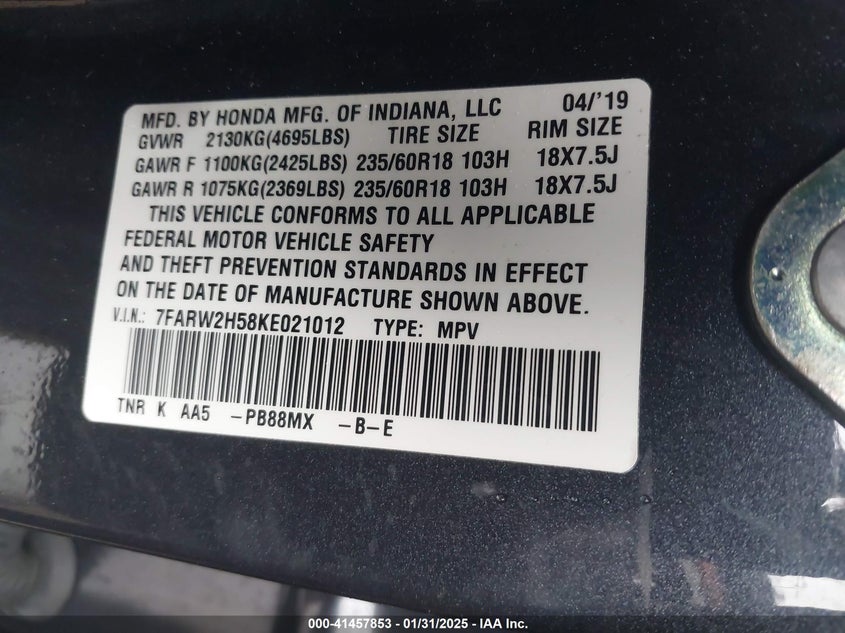 MFD. BY HONDA MFG. OF INDIANA, LLC 04/'19
GVWR 2130KG(4695LBS) TIRE SIZE RIM SIZE
GAWR F 1100KG(2425LBS) 235/60R18 103H 18X7.5J
GAWR R 1075KG(2369LBS) 235/60R18 103H 18X7.5J
THIS VEHICLE CONFORMS TO ALL APPLICABLE
FEDERAL MOTOR VEHICLE SAFETY
AND THEFT PREVENTION STANDARDS IN EFFECT
ON THE DATE OF MANUFACTURE SHOWN ABOVE.
V.I.N.: 7FARW2H58KE021012 TYPE: MPV
TNR K AA5 -PB88MX -B-E
000-41457853 - 01/31/2025 - IAA Inc.